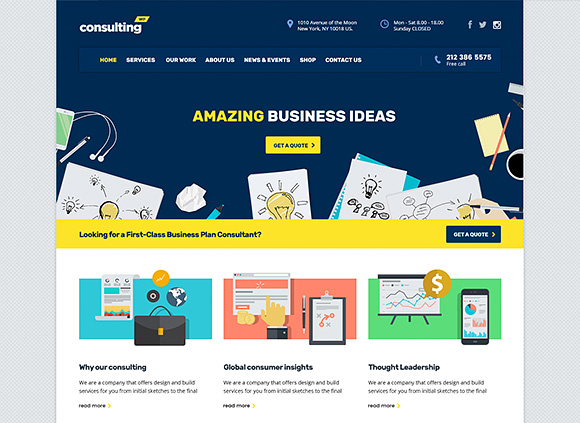 consulting WP
1010 Avenue of the Moon
New York, NY 10018 US.
Mon - Sat 8.00 - 18.00
Sunday CLOSED
HOME SERVICES OUR WORK ABOUT US NEWS & EVENTS SHOP CONTACT US
212 386 5575
Free call
AMAZING BUSINESS IDEAS
GET A QUOTE
Looking for a First-Class Business Plan Consultant?
GET A QUOTE
$
Why our consulting
We are a company that offers design and build
services for you from initial sketches to the final
read more
Global consumer insights
We are a company that offers design and build
services for you from initial sketches to the final
read more
Thought Leadership
We are a company that offers design and build
services for you from initial sketches to the final
read more